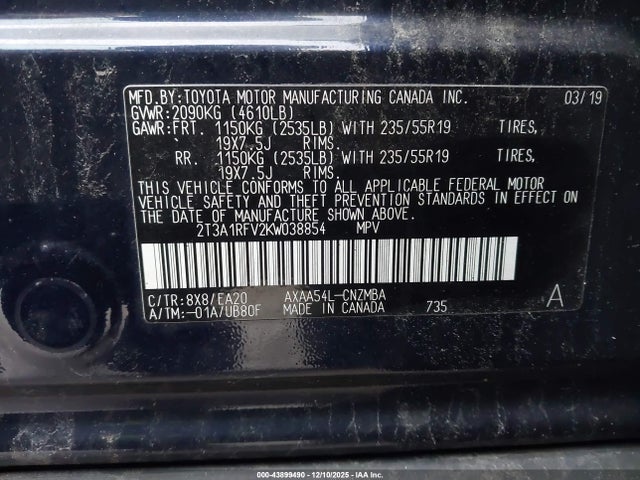 MFD.BY:TOYOTA MOTOR MANUFACTURING CANADA INC. 03/19
GVWR:2090KG (4610LB)
GAWR:FRT. 1150KG (2535LB) WITH 235/55R19 TIRES,
19X7.5J RIMS.
RR. 1150KG (2535LB) WITH 235/55R19 TIRES,
19X7.5J RIMS.
THIS VEHICLE CONFORMS TO ALL APPLICABLE FEDERAL MOTOR
VEHICLE SAFETY AND THEFT PREVENTION STANDARDS IN EFFECT ON
THE DATE OF MANUFACTURE SHOWN ABOVE.
2T3A1RFV2KW038854 MPV
C/TR:8X8/EA20 AXAA54L-CNZMBA A
A/TM:-01A/UB80F MADE IN CANADA 735
000-43899490 - 12/10/2025 - IAA Inc.